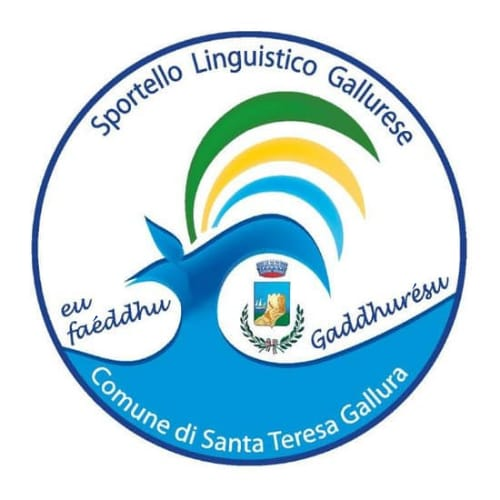 Sportello Linguistico Gallurese
eu
faéddhu
Gaddhurésu
Comune di Santa Teresa Gallura